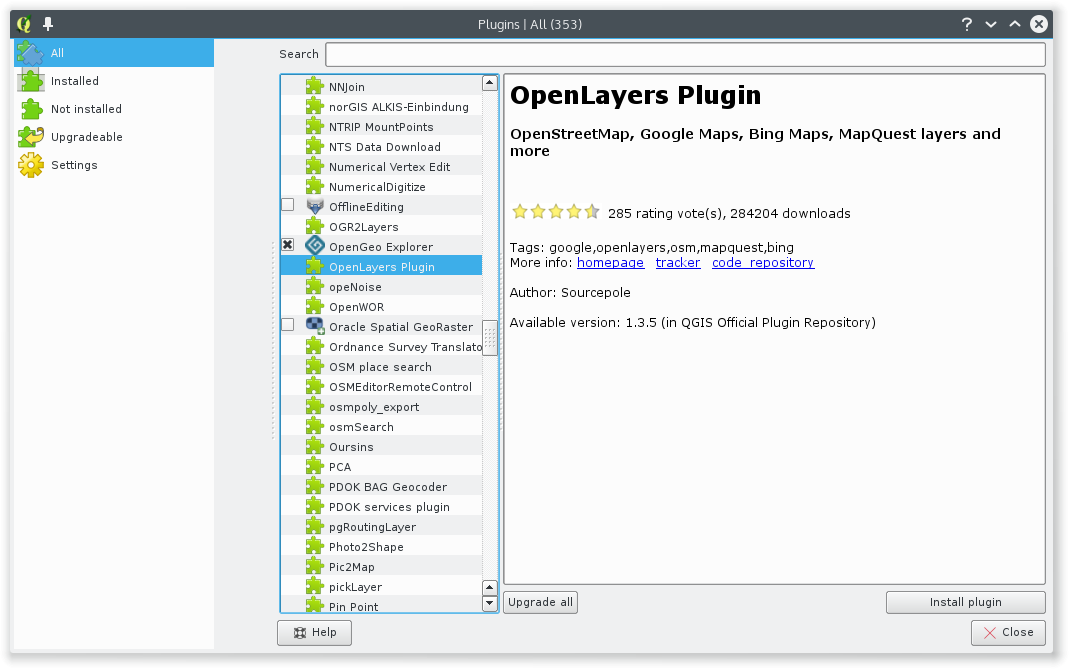 Plugins | All (353)
All
Installed
Not installed
Upgradeable
Settings
Search
NNJoin
norGIS ALKIS-Einbindung
NTRIP MountPoints
NTS Data Download
Numerical Vertex Edit
NumericalDigitize
OfflineEditing
OGR2Layers
OpenGeo Explorer
OpenLayers Plugin
opeNoise
OpenWOR
Oracle Spatial GeoRaster
Ordnance Survey Translato
OSM place search
OSMEditorRemoteControl
osmpoly_export
osmSearch
Oursins
PCA
PDOK BAG Geocoder
PDOK services plugin
pgRoutingLayer
Photo2Shape
Pic2Map
pickLayer
Pin Point
OpenLayers Plugin
OpenStreetMap, Google Maps, Bing Maps, MapQuest layers and
more
285 rating vote(s), 284204 downloads
Tags: google,openlayers,osm,mapquest,bing
More info: homepage tracker code_repository
Author: Sourcepole
Available version: 1.3.5 (in QGIS Official Plugin Repository)
Upgrade all
Install plugin
Help
Close